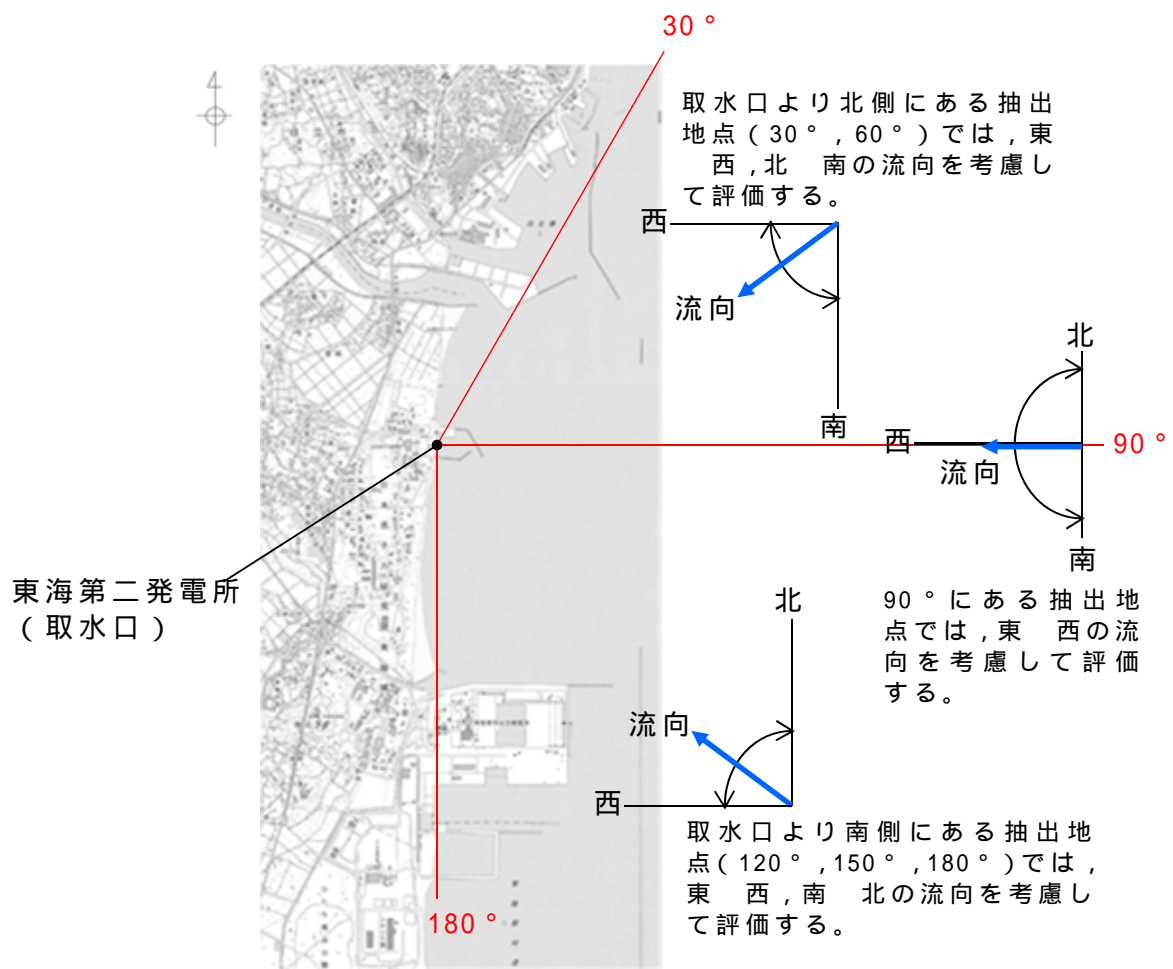 30°
取水口より北側にある抽出
地点(30°,60°)では,東
西,北　南の流向を考慮し
て評価する。
西
流向
南
北
西
90°
流向
南
東海第二発電所
(取水口)
90°にある抽出地
点では,東　西の流
向を考慮して評価
する。
北
流向
西
取水口より南側にある抽出地
点(120°,150°,180°)では,
東　西,南　北の流向を考慮し
て評価する。
180°